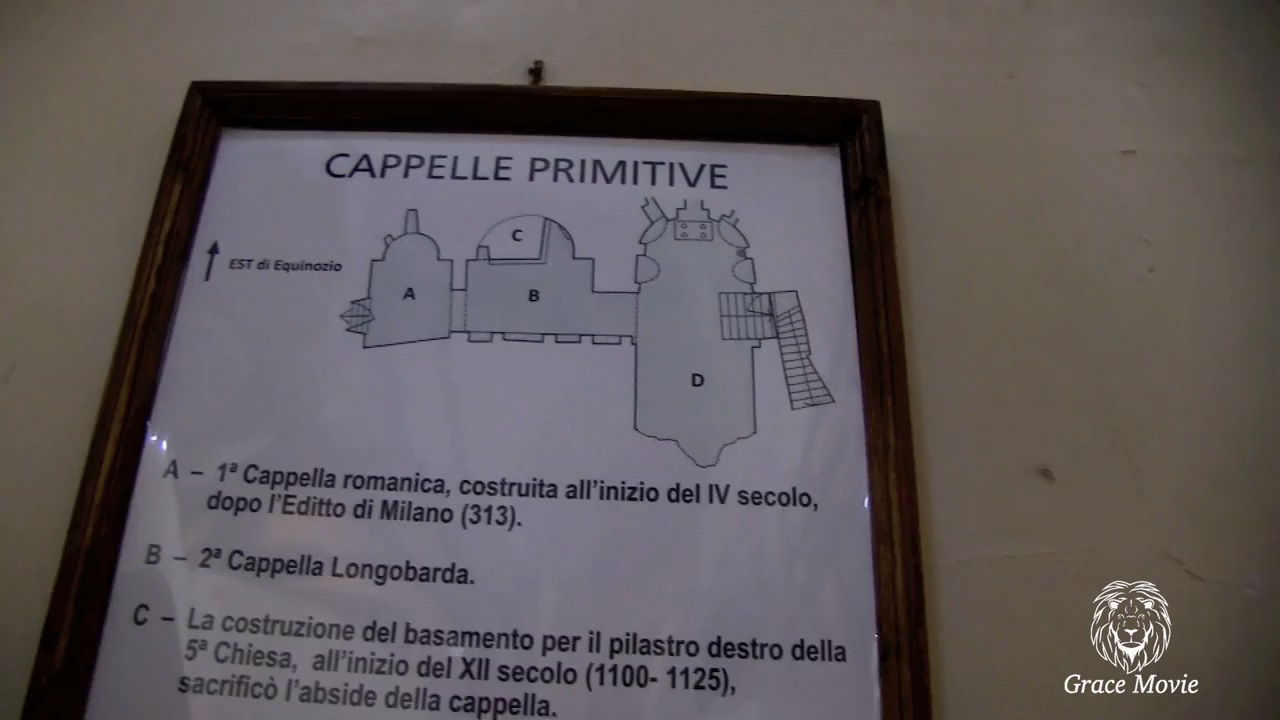 CAPPELLE PRIMITIVE
EST di Equinozio
C
A
B
D
A – 1ª Cappella romanica, costruita all'inizio del IV secolo,
dopo l'Editto di Milano (313).
B – 2ª Cappella Longobarda.
C – La costruzione del basamento per il pilastro destro della
5ª Chiesa, all'inizio del XII secolo (1100- 1125),
sacrificò l'abside della cappella.
Grace Movie